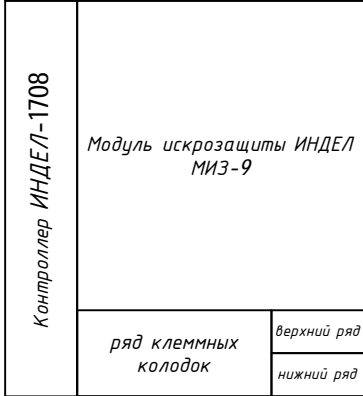 Контроллер ИНДЕЛ-1708
Модуль искрозащиты ИНДЕЛ
МИЗ-9
ряд клеммных
колодок
верхний ряд
нижний ряд